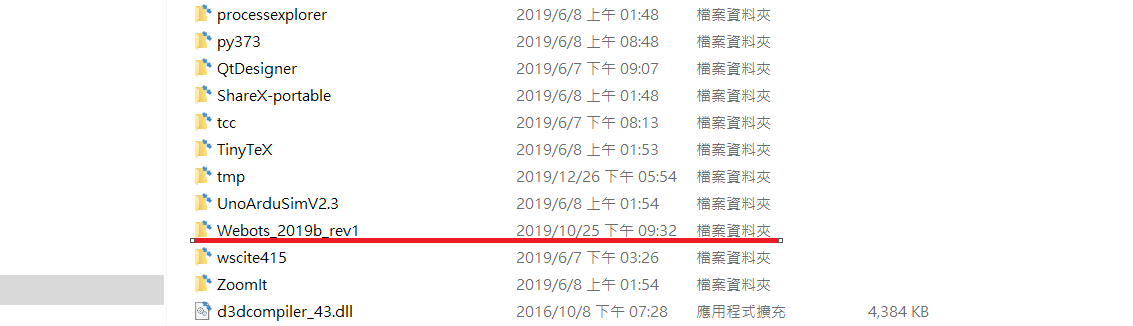 processexplorer 2019/6/8 上午 01:48 檔案資料夾
py373 2019/6/8 上午 08:48 檔案資料夾
QtDesigner 2019/6/7 下午 09:07 檔案資料夾
ShareX-portable 2019/6/8 上午 01:48 檔案資料夾
tcc 2019/6/7 下午 08:13 檔案資料夾
TinyTeX 2019/6/8 上午 01:53 檔案資料夾
tmp 2019/12/26 下午 05:54 檔案資料夾
UnoArduSimV2.3 2019/6/8 上午 01:54 檔案資料夾
Webots_2019b_rev1 2019/10/25 下午 09:32 檔案資料夾
wscite415 2019/6/7 下午 03:26 檔案資料夾
ZoomIt 2019/6/8 上午 01:54 檔案資料夾
d3dcompiler_43.dll 2016/10/8 下午 07:28 應用程式擴充 4,384 KB